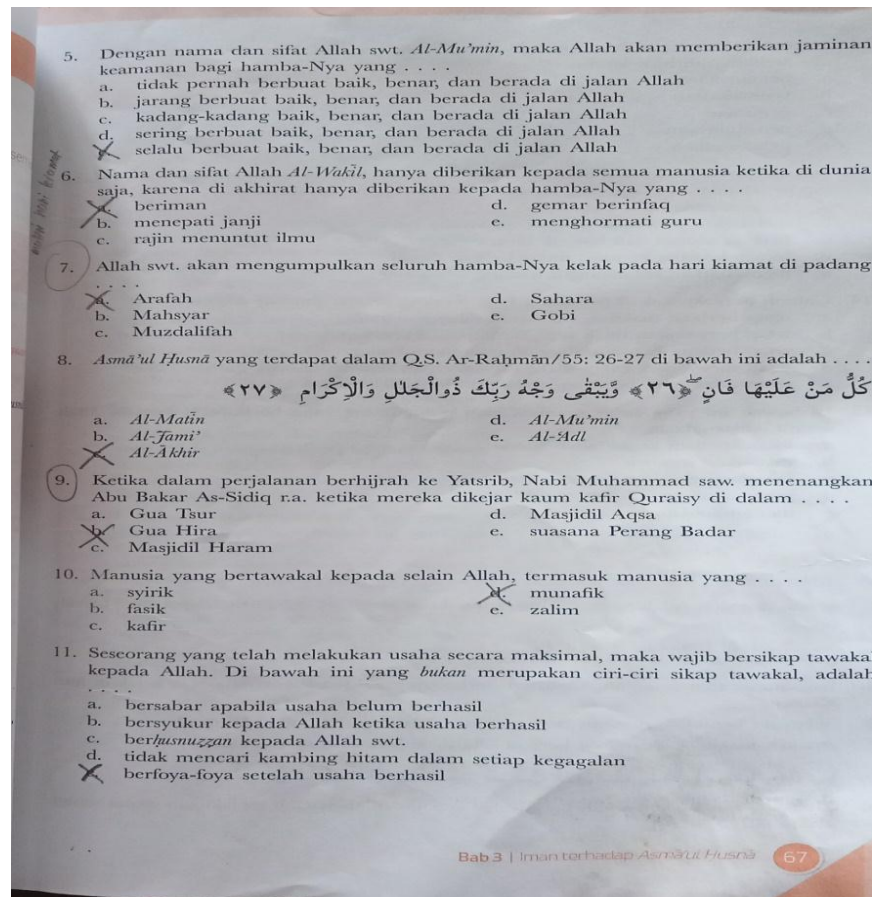 5. Dengan nama dan sifat Allah swt. Al-Mu'min, maka Allah akan memberikan jaminan
keamanan bagi hamba-Nya yang . . . .
a. tidak pernah berbuat baik, benar, dan berada di jalan Allah
b. jarang berbuat baik, benar, dan berada di jalan Allah
c. kadang-kadang baik, benar, dan berada di jalan Allah
d. sering berbuat baik, benar, dan berada di jalan Allah
selalu berbuat baik, benar, dan berada di jalan Allah
6. Nama dan sifat Allah Al-Wakīl, hanya diberikan kepada semua manusia ketika di dunia
saja, karena di akhirat hanya diberikan kepada hamba-Nya yang . . . .
a. beriman d. gemar berinfaq
b. menepati janji e. menghormati guru
c. rajin menuntut ilmu
7. Allah swt. akan mengumpulkan seluruh hamba-Nya kelak pada hari kiamat di padang
. . . .
a. Arafah d. Sahara
b. Mahsyar e. Gobi
c. Muzdalifah
8. Asmā'ul Ḥusnā yang terdapat dalam Q.S. Ar-Raḥmān/55: 26-27 di bawah ini adalah . . . .
كُلُّ مَنْ عَلَيْهَا فَانٍ ۖ ﴿٢٦﴾ وَيَبْقٰى وَجْهُ رَبِّكَ ذُوالْجَلٰلِ وَالْاِكْرَامِ ﴿٢٧﴾
a. Al-Matīn d. Al-Mu'min
b. Al-Jami' e. Al-'Adl
c. Al-Ākhir
9. Ketika dalam perjalanan berhijrah ke Yatsrib, Nabi Muhammad saw. menenangkan
Abu Bakar As-Sidiq r.a. ketika mereka dikejar kaum kafir Quraisy di dalam . . . .
a. Gua Tsur d. Masjidil Aqsa
b. Gua Hira e. suasana Perang Badar
c. Masjidil Haram
10. Manusia yang bertawakal kepada selain Allah, termasuk manusia yang . . . .
a. syirik d. munafik
b. fasik e. zalim
c. kafir
11. Seseorang yang telah melakukan usaha secara maksimal, maka wajib bersikap tawaka
kepada Allah. Di bawah ini yang bukan merupakan ciri-ciri sikap tawakal, adalah
. . . .
a. bersabar apabila usaha belum berhasil
b. bersyukur kepada Allah ketika usaha berhasil
c. berḥusnuzzan kepada Allah swt.
d. tidak mencari kambing hitam dalam setiap kegagalan
berfoya-foya setelah usaha berhasil
Bab 3 | Iman terhadap Asmā'ul Ḥusnā 67